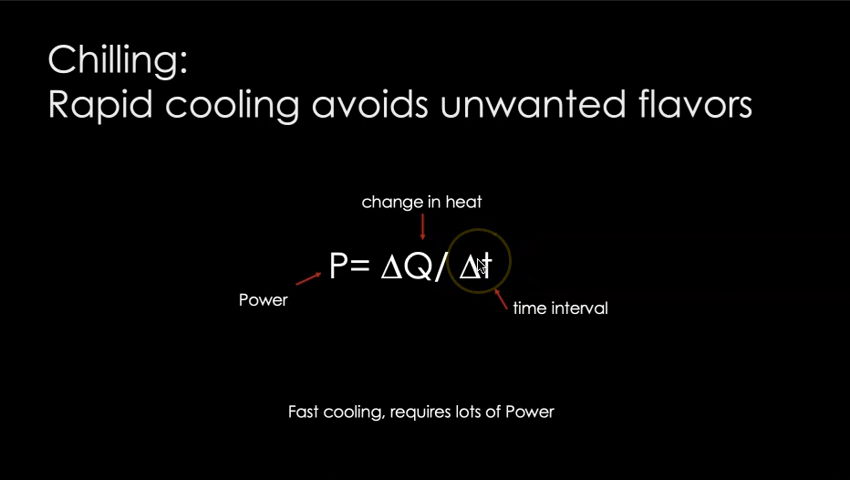 Chilling:
Rapid cooling avoids unwanted flavors
change in heat
P= ΔQ/ Δt
Power
time interval
Fast cooling, requires lots of Power